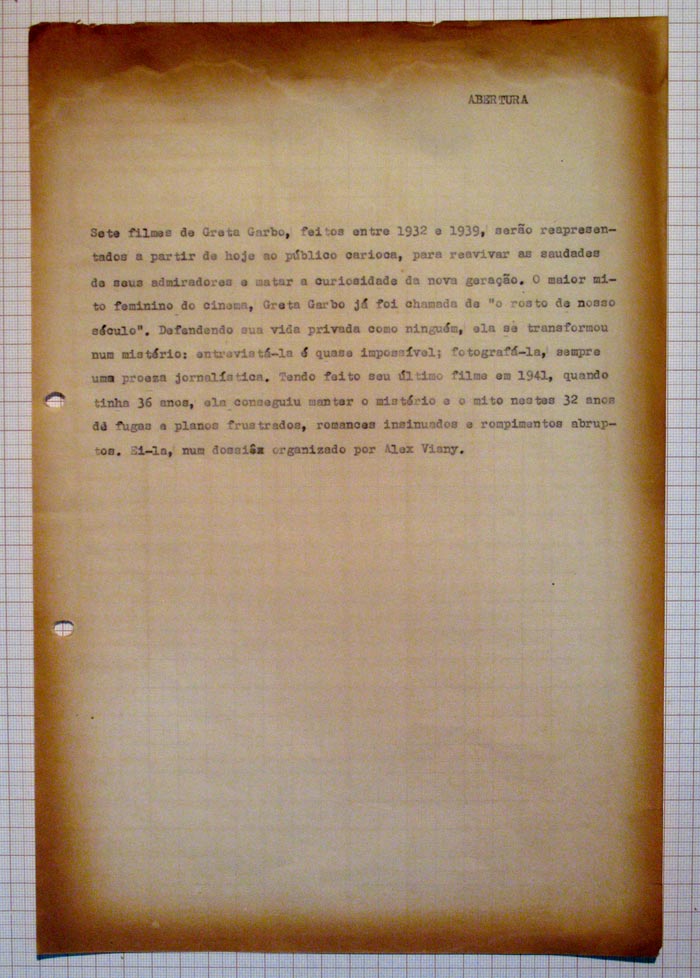 ABERTURA
Sete filmes de Greta Garbo, feitos entre 1932 e 1939, serão reapresen-
tados a partir de hoje ao público carioca, para reavivar as saudades
de seus admiradores e matar a curiosidade da nova geração. O maior mi-
to feminino do cinema, Greta Garbo já foi chamada de "o rosto de nosso
século". Defendendo sua vida privada como ninguém, ela se transformou
num mistério: entrevistá-la é quase impossível; fotografá-la, sempre
uma proeza jornalística. Tendo feito seu último filme em 1941, quando
tinha 36 anos, ela conseguiu manter o mistério e o mito nestes 32 anos
de fugas e planos frustrados, romances insinuados e rompimentos abrup-
tos. Ei-la, num dossiêx organizado por Alex Viany.